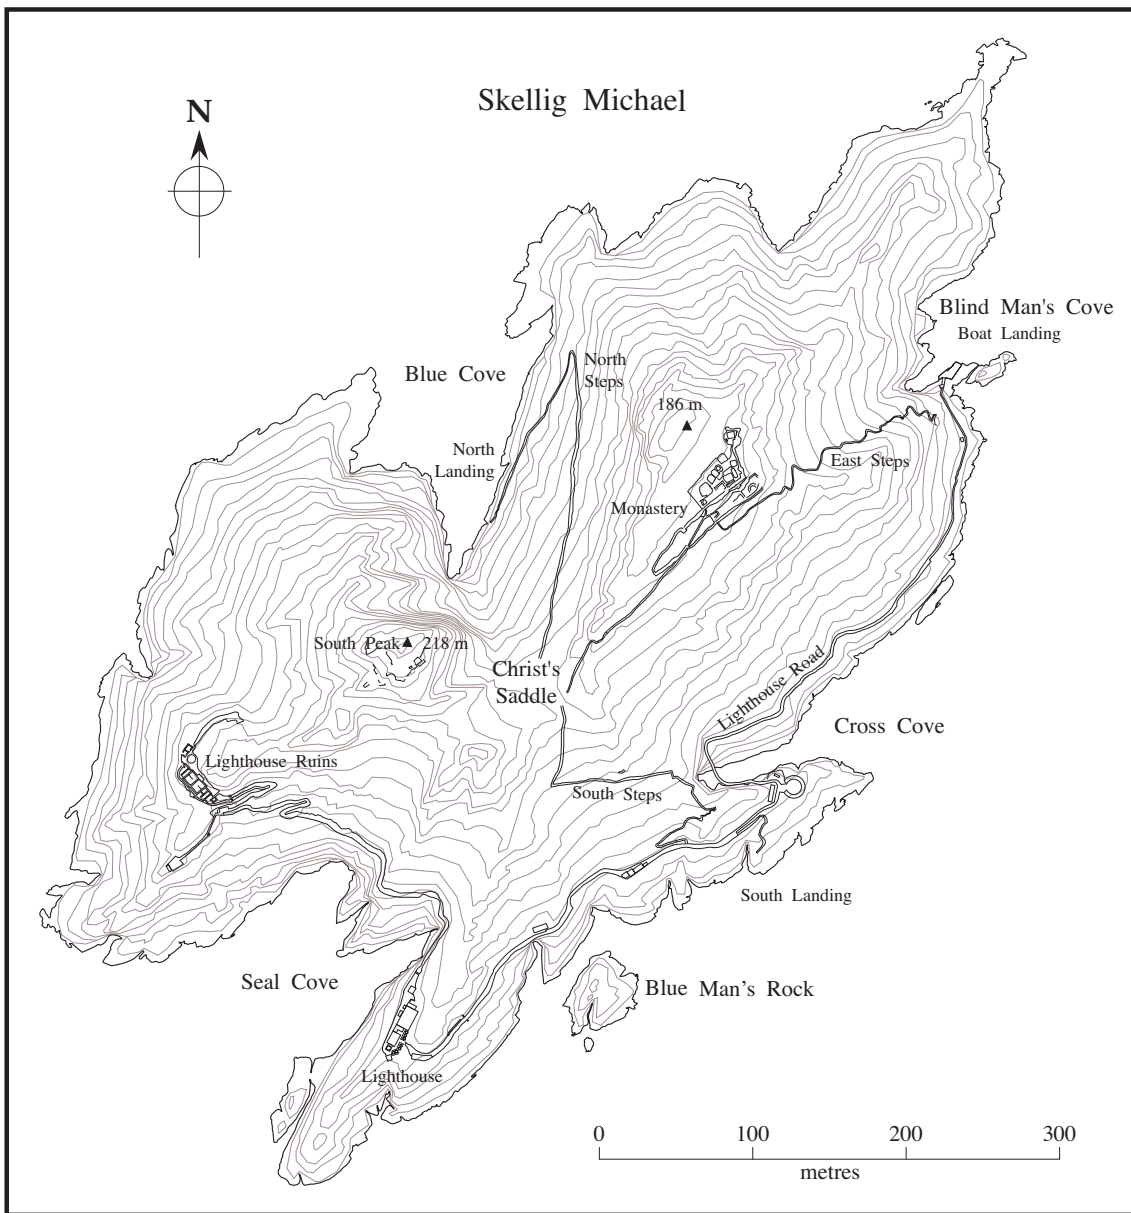 Skellig Michael
N
Blind Man's Cove
Boat Landing
North
Steps
Blue Cove
186 m
North
Landing
East Steps
Monastery
South Peak
218 m
Christ's
Saddle
Lighthouse Road
Cross Cove
Lighthouse Ruins
South Steps
South Landing
Seal Cove
Blue Man's Rock
Lighthouse
0 100 200 300
metres